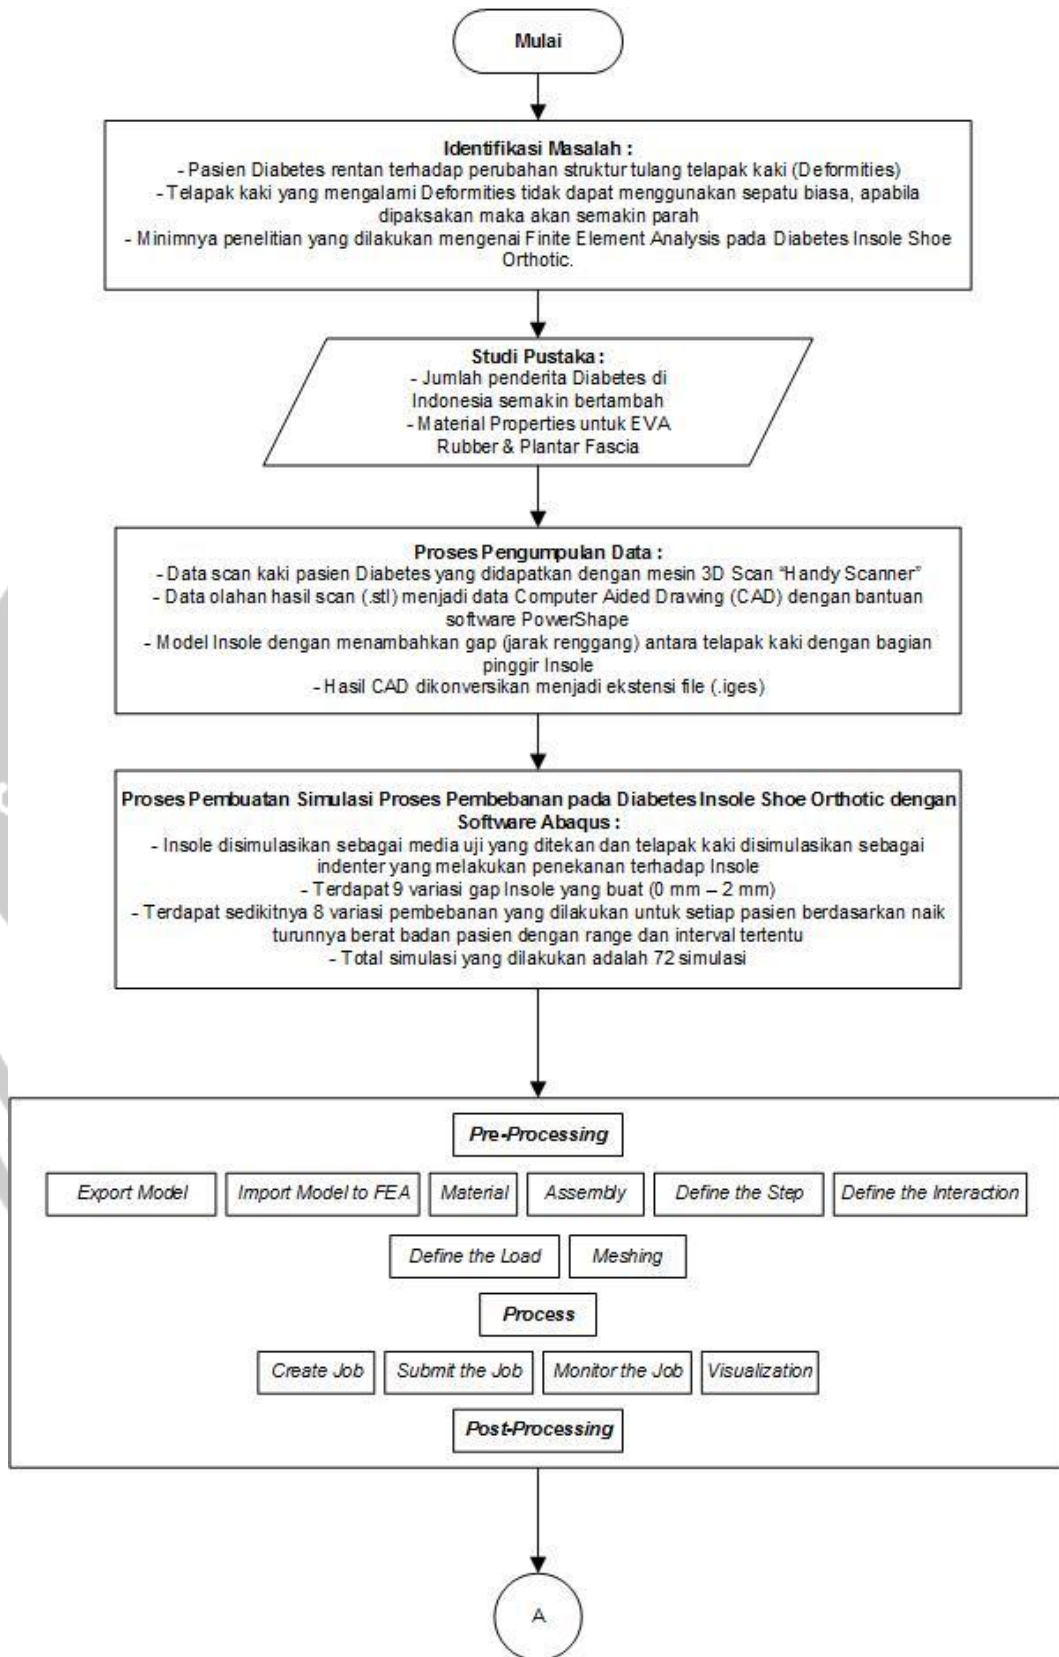 Mulai
Identifikasi Masalah :
- Pasien Diabetes rentan terhadap perubahan struktur tulang telapak kaki (Deformities)
- Telapak kaki yang mengalami Deformities tidak dapat menggunakan sepatu biasa, apabila
dipaksakan maka akan semakin parah
- Minimnya penelitian yang dilakukan mengenai Finite Element Analysis pada Diabetes Insole Shoe
Orthotic.
Studi Pustaka :
- Jumlah penderita Diabetes di
Indonesia semakin bertambah
- Material Properties untuk EVA
Rubber & Plantar Fascia
Proses Pengumpulan Data :
- Data scan kaki pasien Diabetes yang didapatkan dengan mesin 3D Scan "Handy Scanner"
- Data olahan hasil scan (.stl) menjadi data Computer Aided Drawing (CAD) dengan bantuan
software PowerShape
- Model Insole dengan menambahkan gap (jarak renggang) antara telapak kaki dengan bagian
pinggir Insole
- Hasil CAD dikonversikan menjadi ekstensi file (.iges)
Proses Pembuatan Simulasi Proses Pembebanan pada Diabetes Insole Shoe Orthotic dengan
Software Abaqus :
- Insole disimulasikan sebagai media uji yang ditekan dan telapak kaki disimulasikan sebagai
indenter yang melakukan penekanan terhadap Insole
- Terdapat 9 variasi gap Insole yang buat (0 mm – 2 mm)
- Terdapat sedikitnya 8 variasi pembebanan yang dilakukan untuk setiap pasien berdasarkan naik
turunnya berat badan pasien dengan range dan interval tertentu
- Total simulasi yang dilakukan adalah 72 simulasi
Pre-Processing
Export Model Import Model to FEA Material Assembly Define the Step Define the Interaction
Define the Load Meshing
Process
Create Job Submit the Job Monitor the Job Visualization
Post-Processing
A